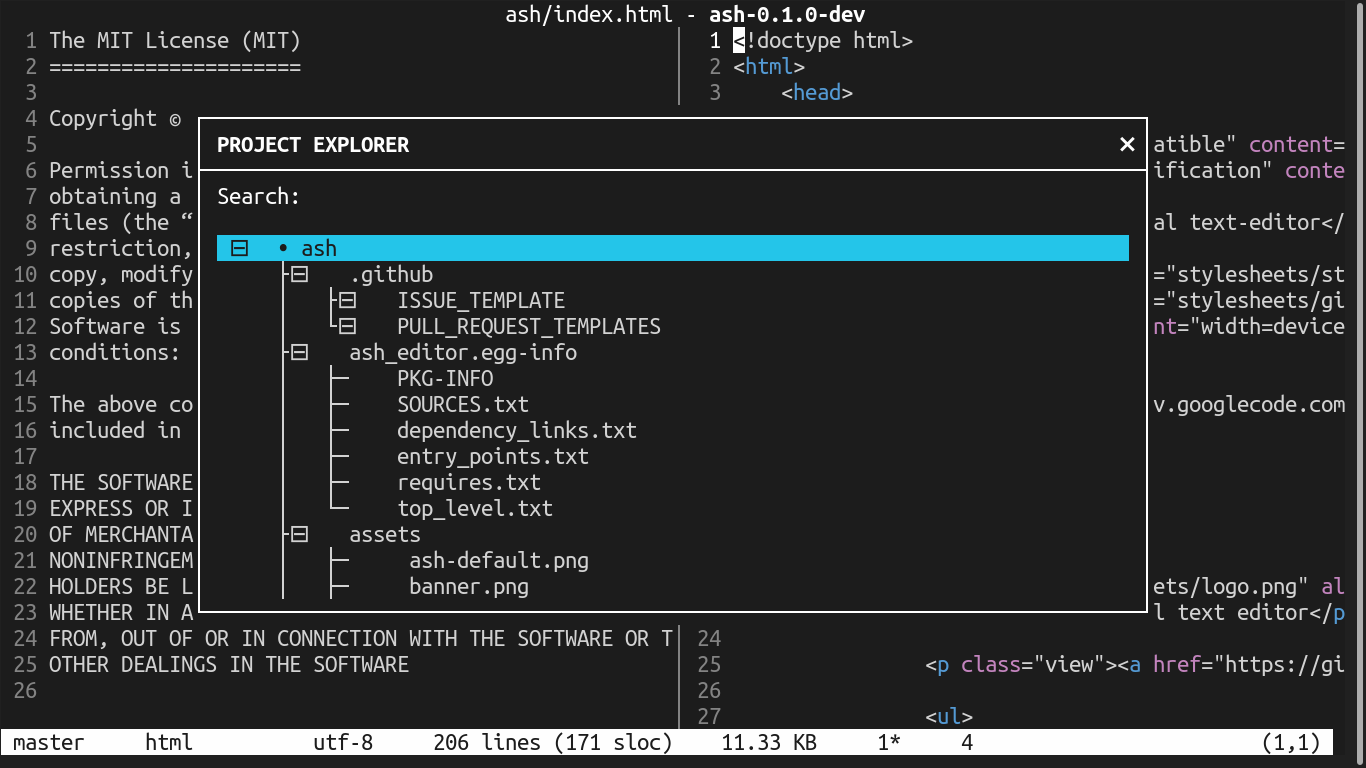 ash/index.html - ash-0.1.0-dev
1 The MIT License (MIT)
2 =====================
3
4 Copyright ©
5
6 Permission i
7 obtaining a
8 files (the “
9 restriction,
10 copy, modify
11 copies of th
12 Software is
13 conditions:
14
15 The above co
16 included in
17
18 THE SOFTWARE
19 EXPRESS OR I
20 OF MERCHANTA
21 NONINFRINGEM
22 HOLDERS BE L
23 WHETHER IN A
24 FROM, OUT OF OR IN CONNECTION WITH THE SOFTWARE OR T
25 OTHER DEALINGS IN THE SOFTWARE
26
PROJECT EXPLORER ×
Search:
• ash
.github
ISSUE_TEMPLATE
PULL_REQUEST_TEMPLATES
ash_editor.egg-info
PKG-INFO
SOURCES.txt
dependency_links.txt
entry_points.txt
requires.txt
top_level.txt
assets
ash-default.png
banner.png
1 <!doctype html>
2 <html>
3 <head>
atible" content=
ification" conte
al text-editor</
="stylesheets/st
="stylesheets/gi
nt="width=device
v.googlecode.com
ets/logo.png" al
l text editor</p
24
25 <p class="view"><a href="https://gi
26
27 <ul>
master html utf-8 206 lines (171 sloc) 11.33 KB 1* 4 (1,1)